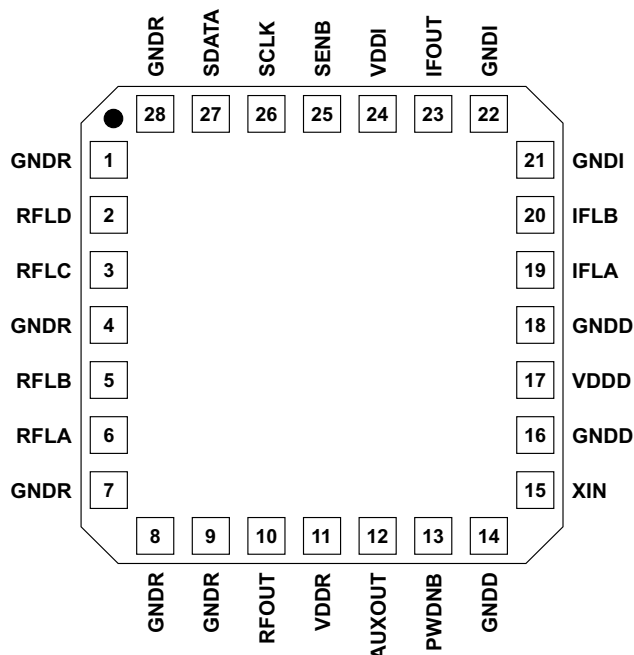 GNDR SDATA SCLK SENB VDDI IFOUT GNDI
28 27 26 25 24 23 22
GNDR 1 21 GNDI
RFLD 2 20 IFLB
RFLC 3 19 IFLA
GNDR 4 18 GNDD
RFLB 5 17 VDDD
RFLA 6 16 GNDD
GNDR 7 15 XIN
8 9 10 11 12 13 14
GNDR GNDR RFOUT VDDR AUXOUT PWDNB GNDD